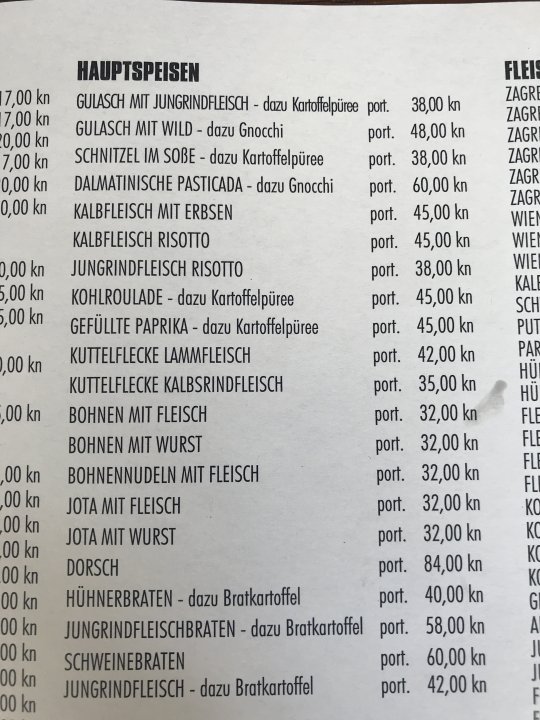 HAUPTSPEISEN
GULASCH MIT JUNGRINDFLEISCH - dazu Kartoffelpüree port. 38,00 kn
GULASCH MIT WILD - dazu Gnocchi port. 48,00 kn
SCHNITZEL IM SOßE - dazu Kartoffelpüree port. 38,00 kn
DALMATINISCHE PASTICADA - dazu Gnocchi port. 60,00 kn
KALBFLEISCH MIT ERBSEN port. 45,00 kn
KALBFLEISCH RISOTTO port. 45,00 kn
JUNGRINDFLEISCH RISOTTO port. 38,00 kn
KOHLROULADE - dazu Kartoffelpüree port. 45,00 kn
GEFÜLLTE PAPRIKA - dazu Kartoffelpüree port. 45,00 kn
KUTTELFLECKE LAMMFLEISCH port. 42,00 kn
KUTTELFLECKE KALBSRINDFLEISCH port. 35,00 kn
BOHNEN MIT FLEISCH port. 32,00 kn
BOHNEN MIT WURST port. 32,00 kn
BOHNENNUDELN MIT FLEISCH port. 32,00 kn
JOTA MIT FLEISCH port. 32,00 kn
JOTA MIT WURST port. 32,00 kn
DORSCH port. 84,00 kn
HÜHNERBRATEN - dazu Bratkartoffel port. 40,00 kn
JUNGRINDFLEISCHBRATEN - dazu Bratkartoffel port. 58,00 kn
SCHWEINEBRATEN port. 60,00 kn
JUNGRINDFLEISCH - dazu Bratkartoffel port. 42,00 kn